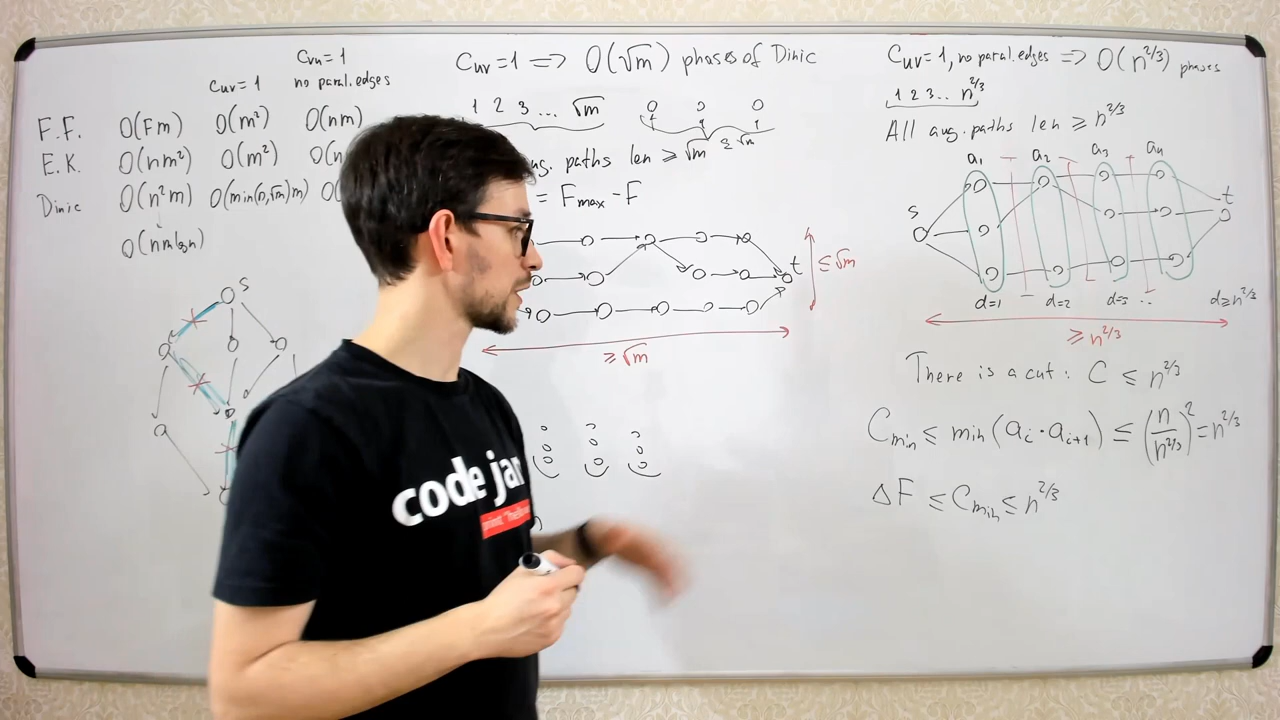 Cuv=1
no paral. edges
Cuv=1
F.F. O(Fm) O(m²) O(nm)
E.K. O(nm²) O(m²) O(n
Dinic O(n²m) O(min(n,√m)m) O(
O(nm log n)
s
Cuv=1 => O(√m) phases of Dinic
1 2 3 ... √m
aug. paths len ≥ √m ≤ √m
= Fmax - F
t
≤ √m
≥ √m
Cuv=1, no paral. edges => O(n^2/3) phases
1 2 3.. n^2/3
All aug. paths len ≥ n^2/3
a1 a2 a3 a4
s
t
d=1 d=2 d=3 .. d≥n^2/3
≥ n^2/3
There is a cut: C ≤ n^2/3
Cmin ≤ min(ai·ai+1) ≤ (n/n^2/3)² = n^2/3
ΔF ≤ Cmin ≤ n^2/3
code jam